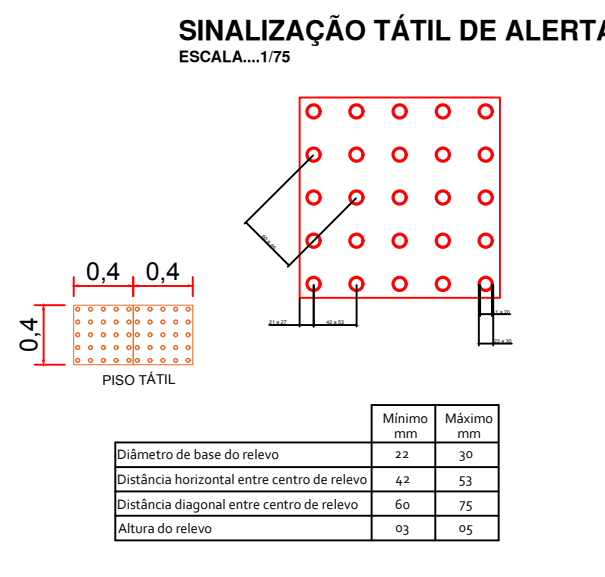 SINALIZAÇÃO TÁTIL DE ALERTA
ESCALA....1/75
21 a 27
42 a 53
22 a 30
0,4 0,4
0,4
PISO TÁTIL
Mínimo mm
Máximo mm
Diâmetro de base do relevo 22 30
Distância horizontal entre centro de relevo 42 53
Distância diagonal entre centro de relevo 60 75
Altura do relevo 03 05